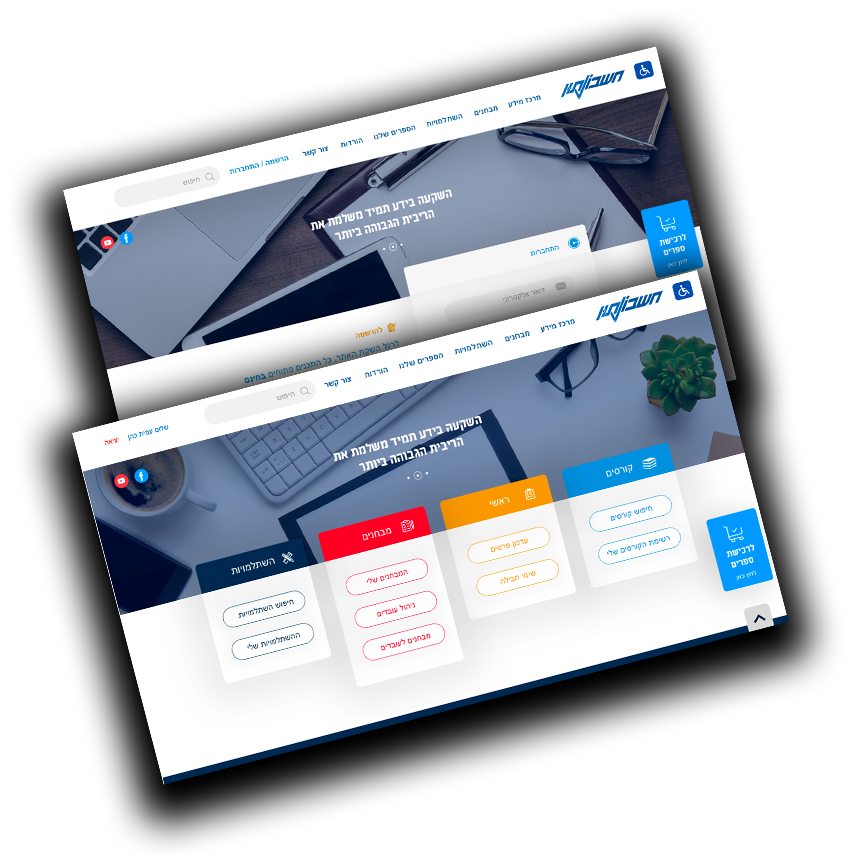 חשבונתא
מרכז מידע
מבחנים
השתלמויות
הספרים שלנו
הורדות
צור קשר
הרשמה / התחברות
חיפוש
השקעה בידע תמיד משלמת את
הריבית הגבוהה ביותר
לרכישת
ספרים
לחץ כאן
התחברות
דואר אלקטרוני
להרשמה
לרגל השקת האתר, כל התכנים פתוחים בחינם
חשבונתא
מרכז מידע
מבחנים
השתלמויות
הספרים שלנו
הורדות
צור קשר
חיפוש
שלום עמית כהן
יציאה
השקעה בידע תמיד משלמת את
הריבית הגבוהה ביותר
קורסים
חיפוש קורסים
רשימת הקורסים שלי
ראשי
עדכון פרטים
שינוי חבילה
מבחנים
המבחנים שלי
ניהול עובדים
מבחנים לעובדים
השתלמויות
חיפוש השתלמויות
ההשתלמויות שלי
לרכישת
ספרים
לחץ כאן